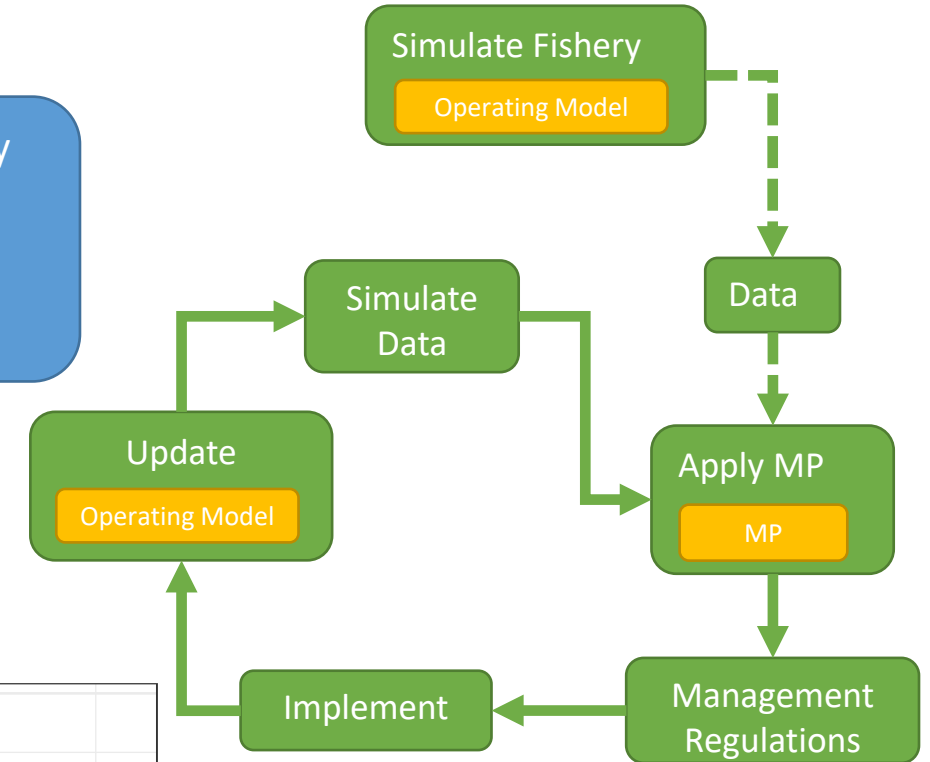 Simulate Fishery
Operating Model
y
Simulate
Data
Data
Update
Operating Model
Apply MP
MP
Implement
Management
Regulations